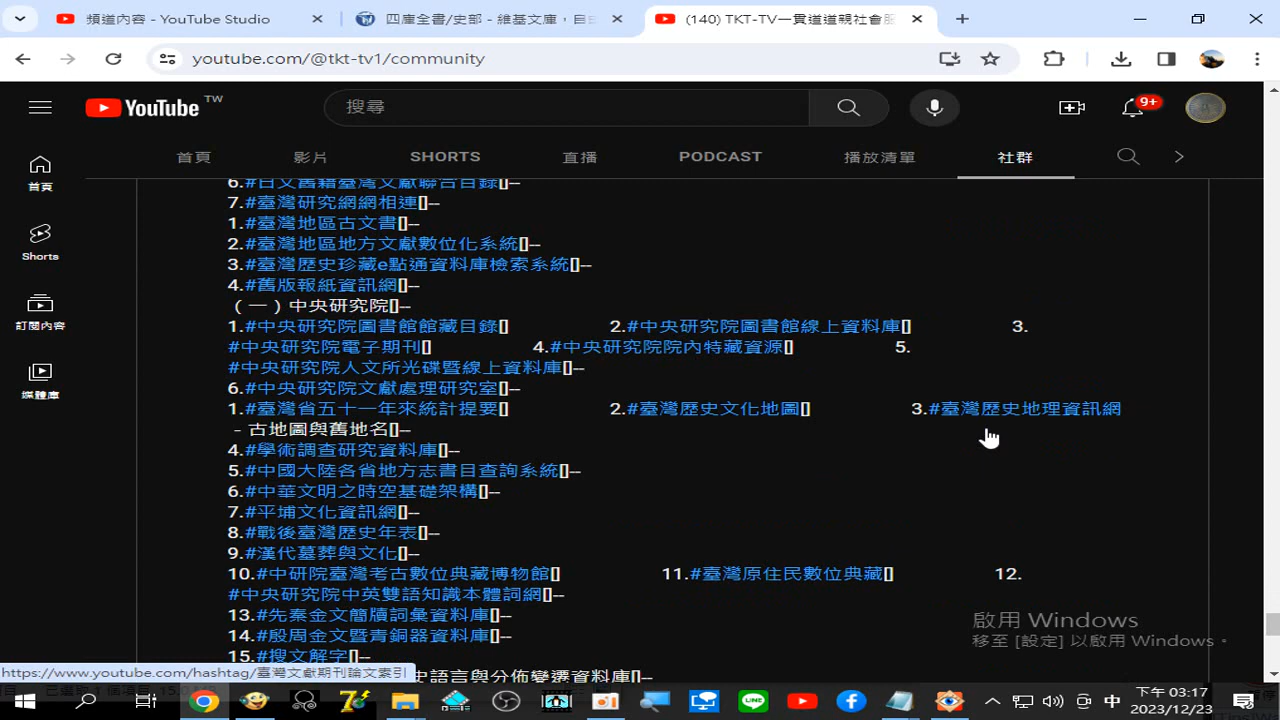 頻道內容 - YouTube Studio
四庫全書/史部 - 維基文庫，自
(140) TKT-TV一貫道道親社會服
youtube.com/@tkt-tv1/community
YouTube TW
搜尋
9+
首頁
影片
SHORTS
直播
PODCAST
播放清單
社群
首頁
Shorts
訂閱內容
媒體庫
6.#日文舊籍臺灣文獻聯合目錄[]--
7.#臺灣研究網網相連[]--
1.#臺灣地區古文書[]--
2.#臺灣地區地方文獻數位化系統[]--
3.#臺灣歷史珍藏e點通資料庫檢索系統[]--
4.#舊版報紙資訊網[]--
（一）中央研究院[]--
1.#中央研究院圖書館館藏目錄[] 2.#中央研究院圖書館線上資料庫[] 3.
#中央研究院電子期刊[] 4.#中央研究院院內特藏資源[] 5.
#中央研究院人文所光碟暨線上資料庫[]--
6.#中央研究院文獻處理研究室[]--
1.#臺灣省五十一年來統計提要[] 2.#臺灣歷史文化地圖[] 3.#臺灣歷史地理資訊網
- 古地圖與舊地名[]--
4.#學術調查研究資料庫[]--
5.#中國大陸各省地方志書目查詢系統[]--
6.#中華文明之時空基礎架構[]--
7.#平埔文化資訊網[]--
8.#戰後臺灣歷史年表[]--
9.#漢代墓葬與文化[]--
10.#中研院臺灣考古數位典藏博物館[] 11.#臺灣原住民數位典藏[] 12.
#中央研究院中英雙語知識本體詞網[]--
13.#先秦金文簡牘詞彙資料庫[]--
14.#殷周金文暨青銅器資料庫[]--
15.#搜文解字[]--
史語言與分佈變遷資料庫[]--
啟用 Windows
移至 [設定] 以啟用 Windows。
https://www.youtube.com/hashtag/臺灣文獻期刊論文索引
中
下午 03:17
2023/12/23